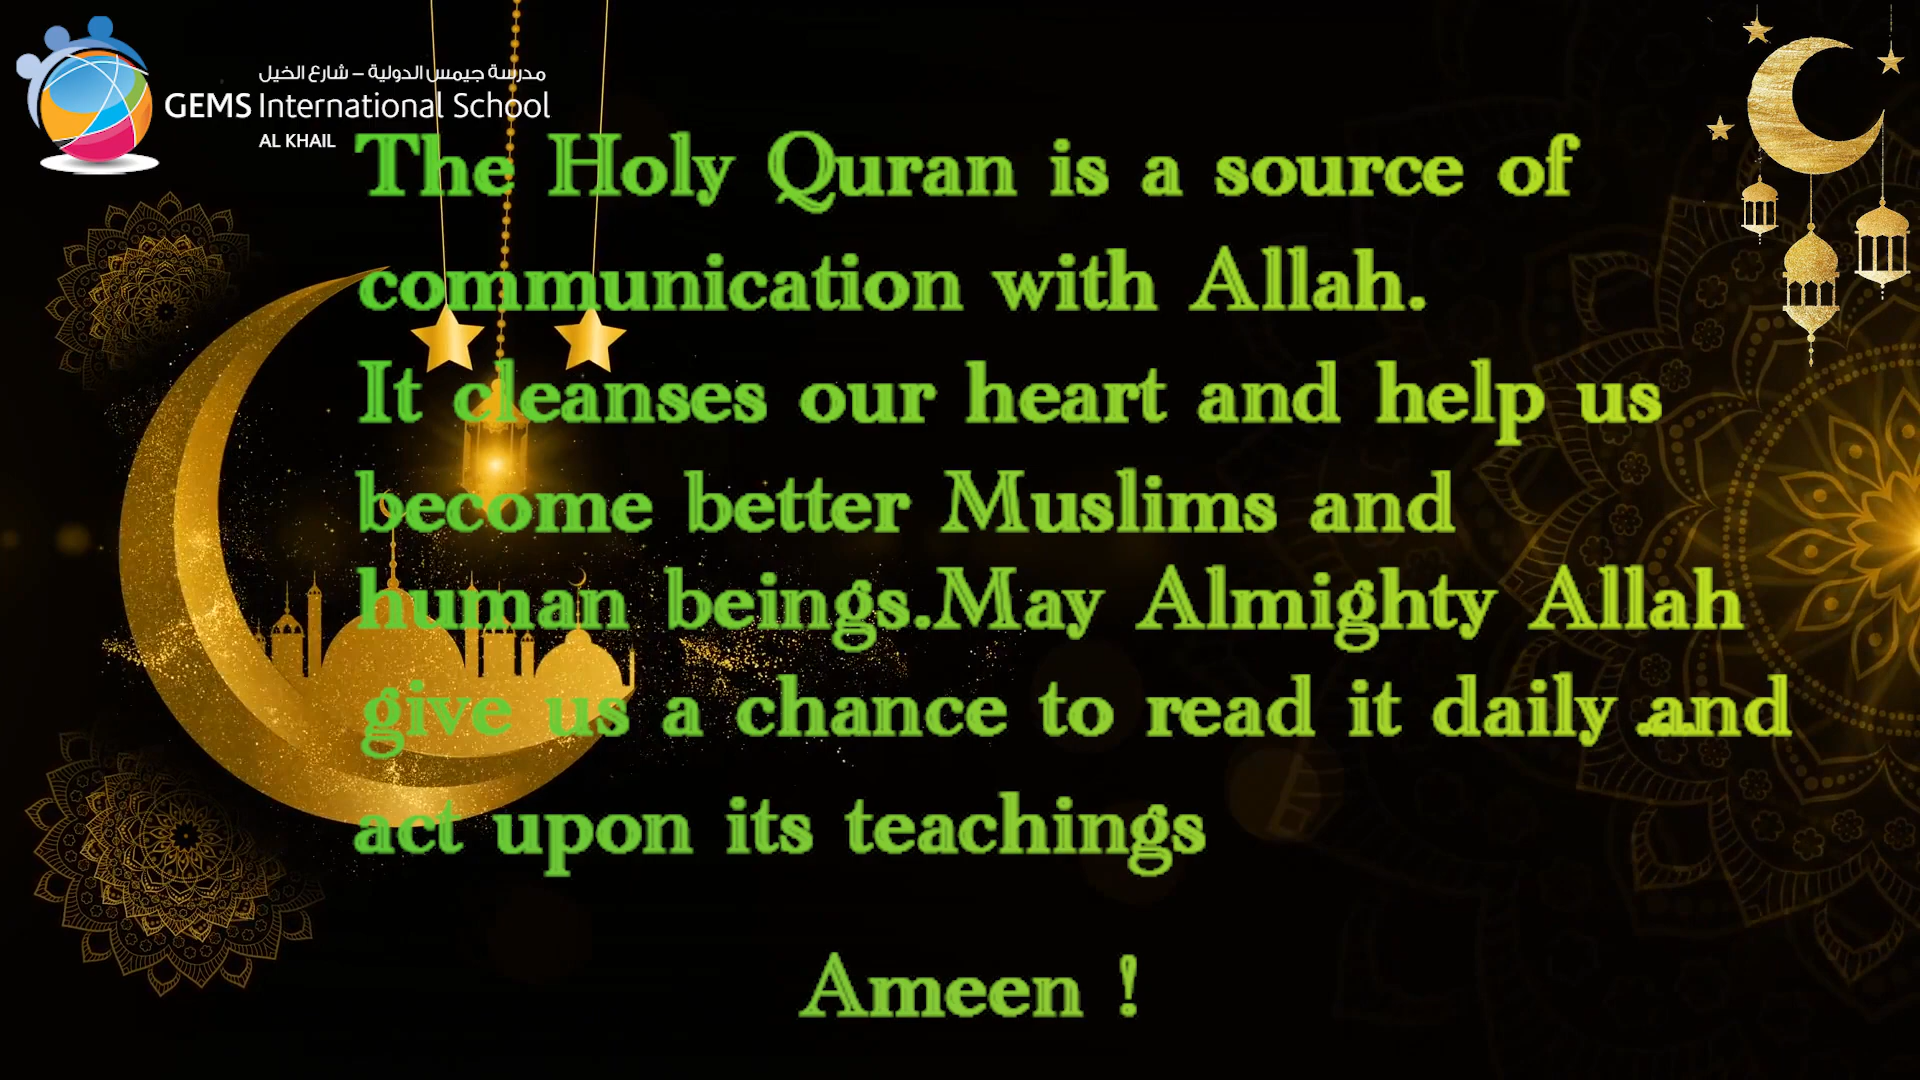 مدرسة جيمس الدولية – شارع الخيل
GEMS International School
AL KHAIL
The Holy Quran is a source of
communication with Allah.
It cleanses our heart and help us
become better Muslims and
human beings.May Almighty Allah
give us a chance to read it daily and
act upon its teachings
Ameen !